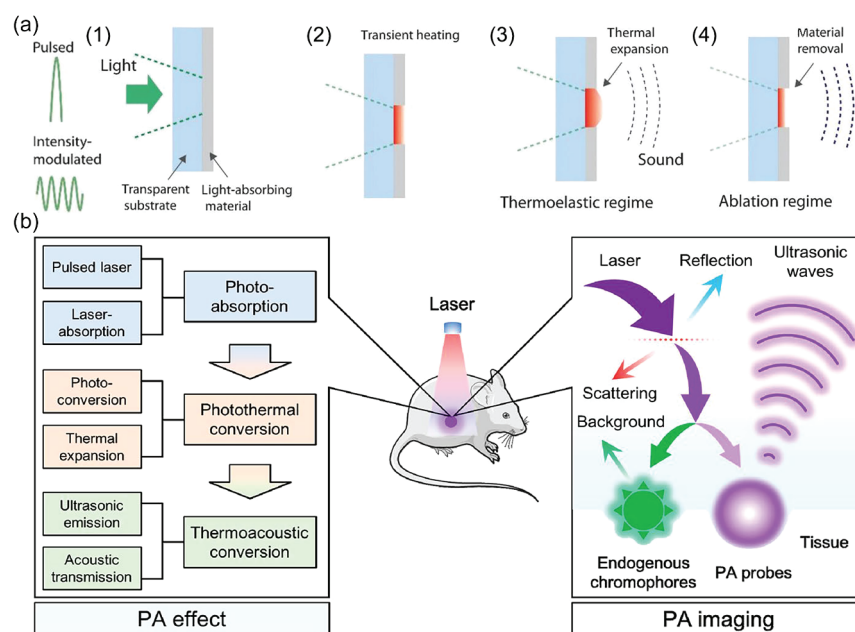 (a)
Pulsed
Intensity-
modulated
(1)
Light
Transparent
substrate
Light-absorbing
material
(2)
Transient heating
(3)
Thermal
expansion
Sound
Thermoelastic regime
(4)
Material
removal
Ablation regime
(b)
Pulsed laser
Laser-
absorption
Photo-
absorption
Photo-
conversion
Thermal
expansion
Photothermal
conversion
Ultrasonic
emission
Acoustic
transmission
Thermoacoustic
conversion
PA effect
Laser
Laser
Reflection
Ultrasonic
waves
Scattering
Background
Endogenous
chromophores
PA probes
Tissue
PA imaging